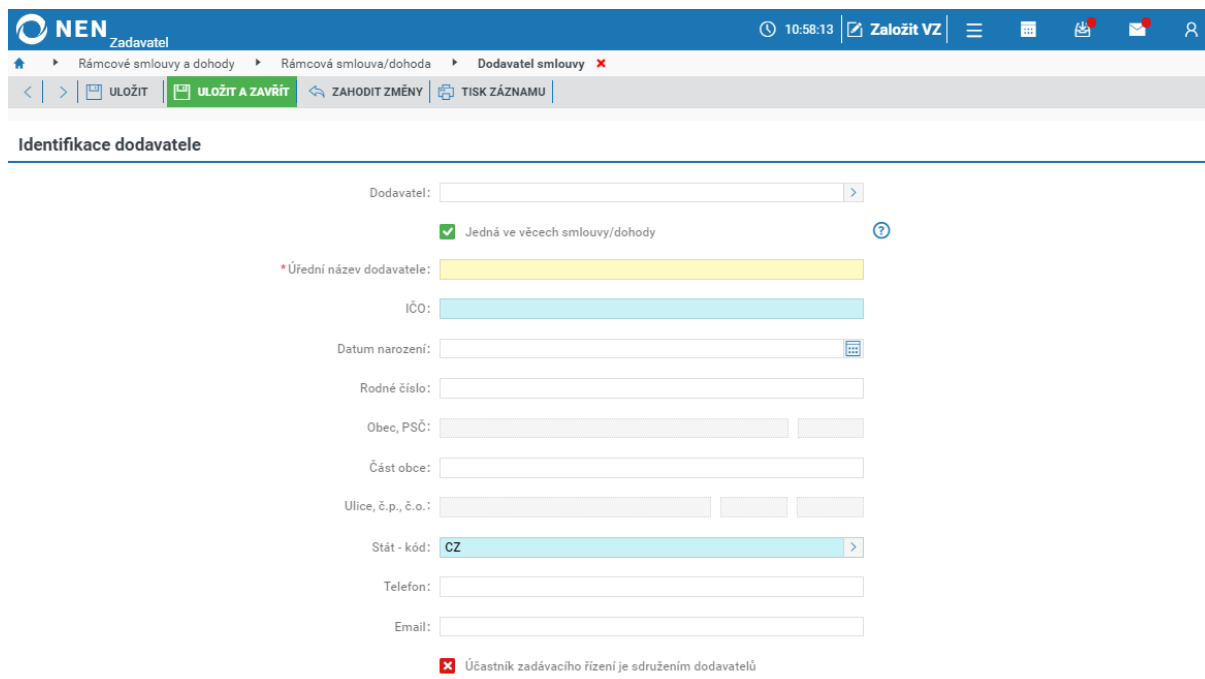 NEN Zadavatel 10:58:13 Založit VZ
Rámcové smlouvy a dohody Rámcová smlouva/dohoda Dodavatel smlouvy
ULOŽIT ULOŽIT A ZAVŘÍT ZAHODIT ZMĚNY TISK ZÁZNAMU
Identifikace dodavatele
Dodavatel:
Jedná ve věcech smlouvy/dohody ?
*Úřední název dodavatele:
IČO:
Datum narození:
Rodné číslo:
Obec, PSČ:
Část obce:
Ulice, č.p., č.o.:
Stát - kód: CZ
Telefon:
Email:
Účastník zadávacího řízení je sdružením dodavatelů